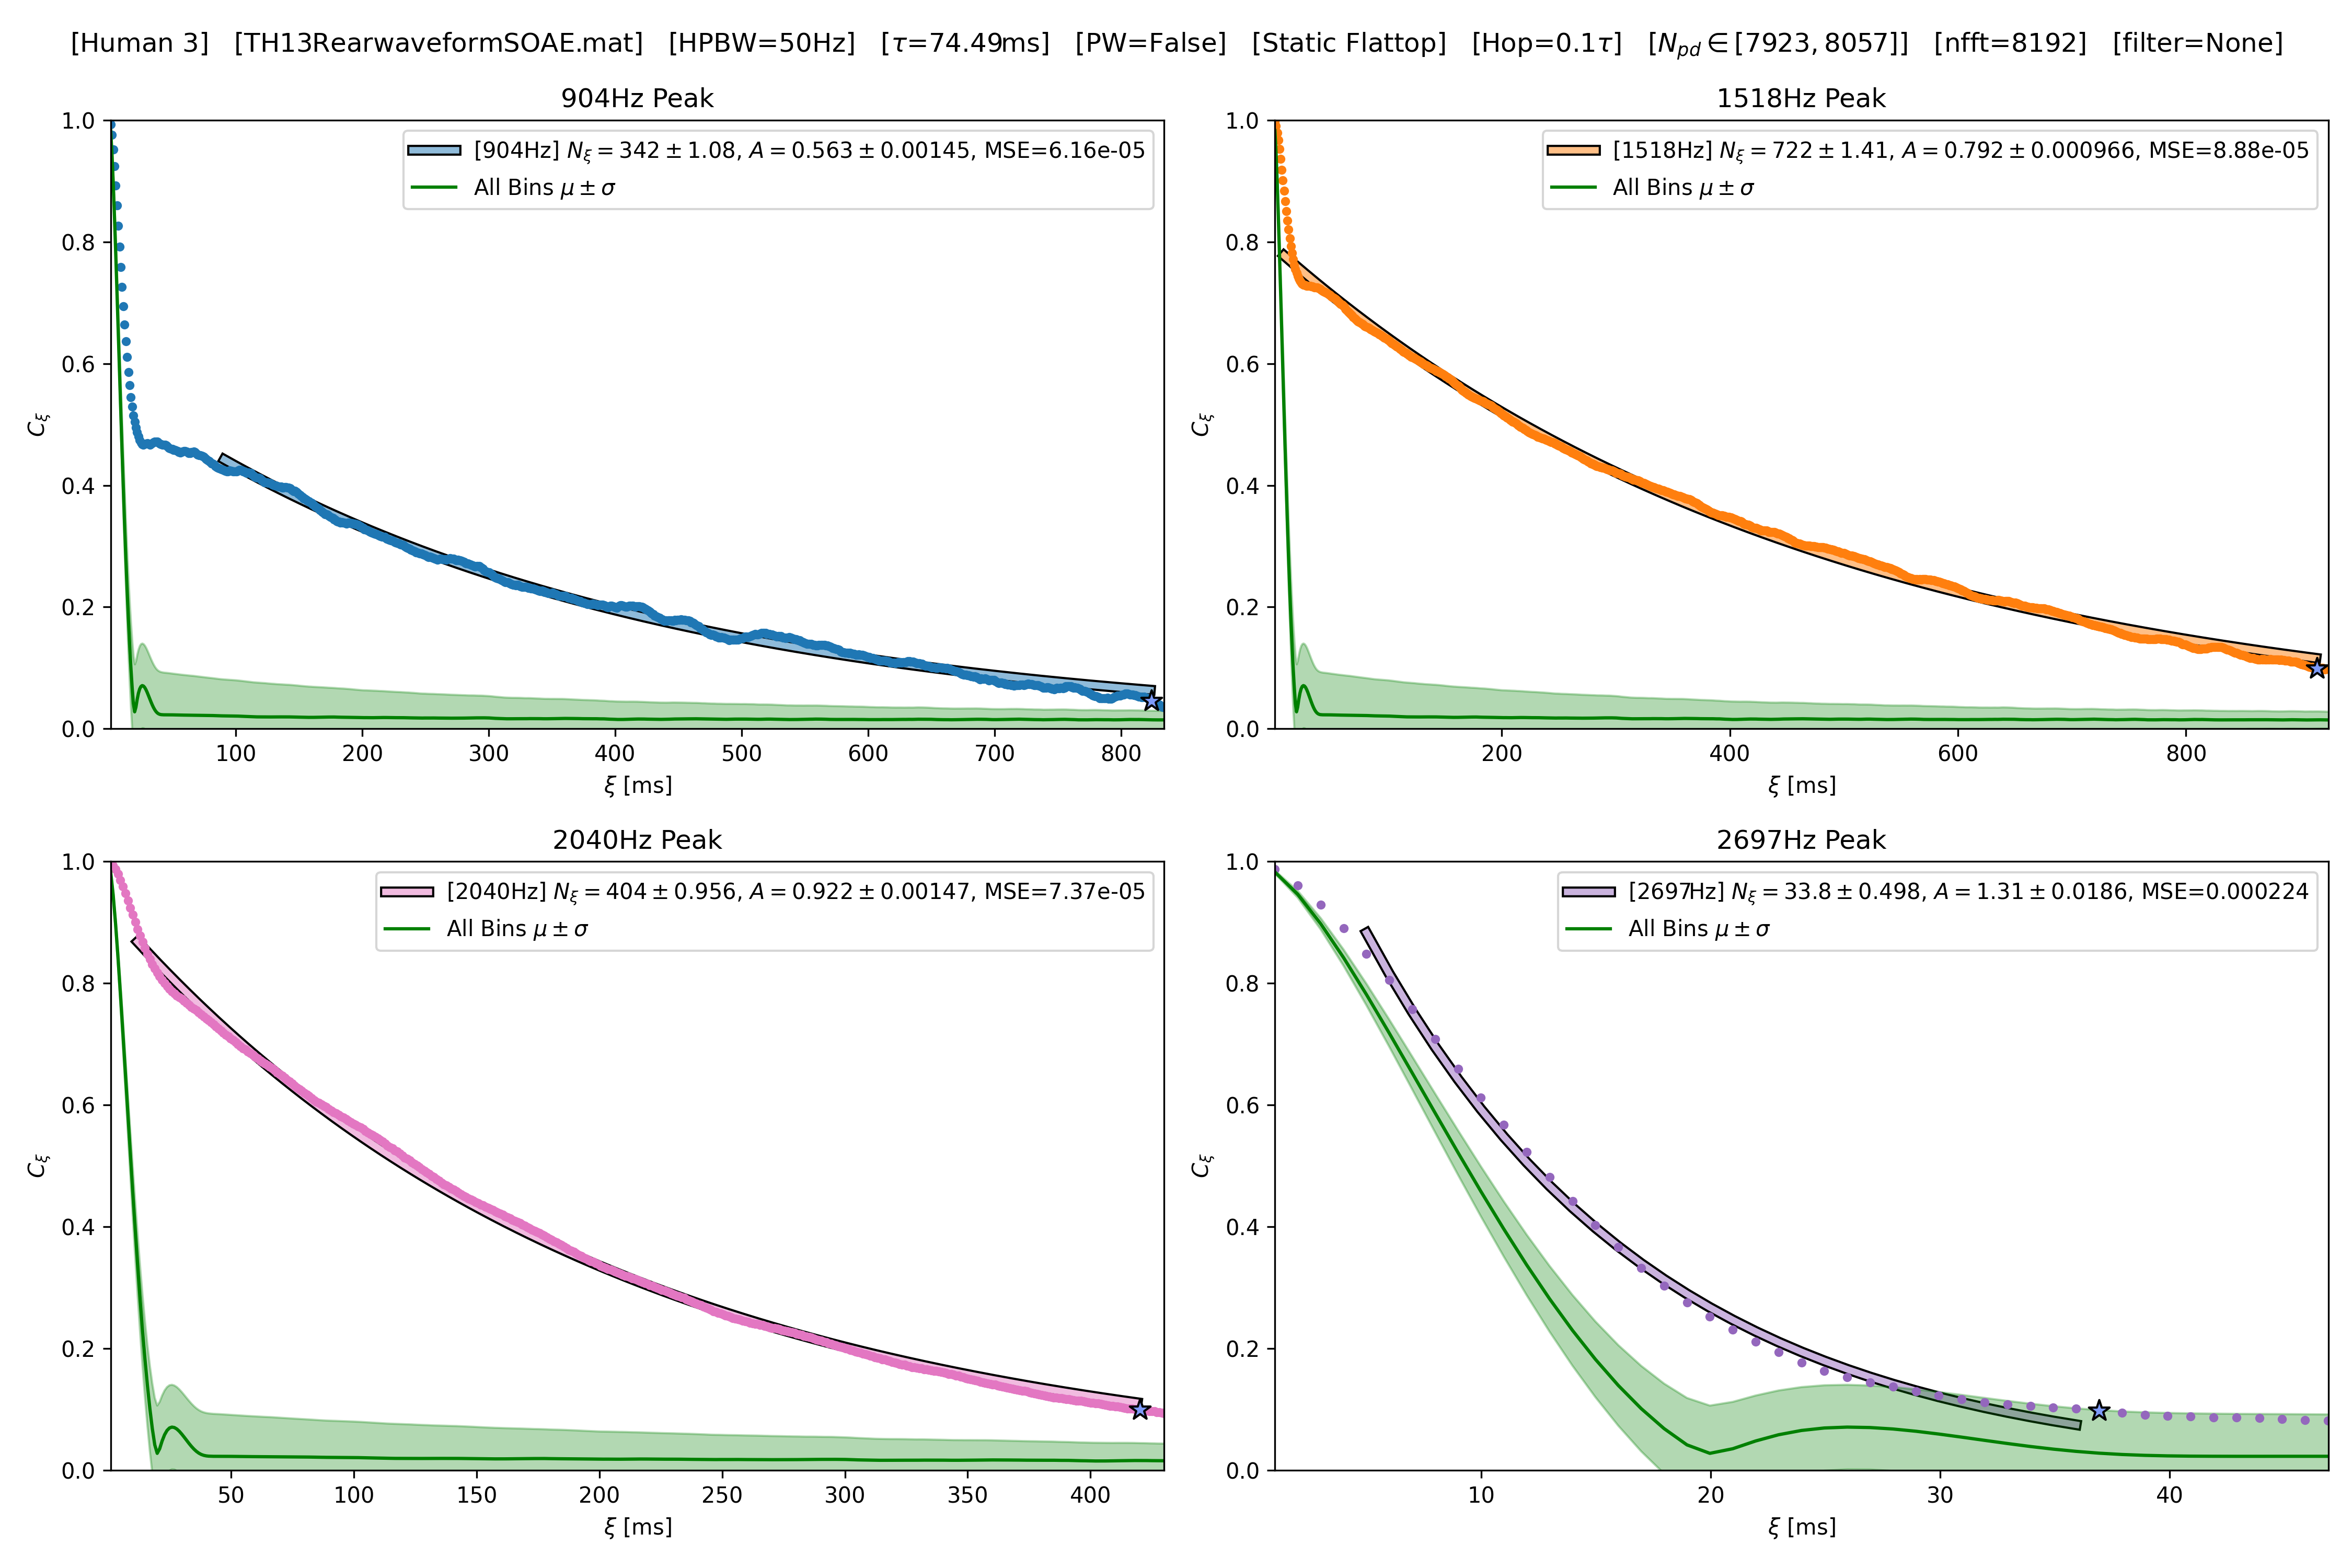 [Human 3] [TH13RearwaveformSOAE.mat] [HPBW=50Hz] [τ=74.49ms] [PW=False] [Static Flattop] [Hop=0.1τ] [N_pd ∈ [7923, 8057]] [nfft=8192] [filter=None]
904Hz Peak
[904Hz] N_ξ = 342 ± 1.08, A = 0.563 ± 0.00145, MSE=6.16e-05
All Bins μ ± σ
1.0
0.8
0.6
0.4
0.2
0.0
C_ξ
100 200 300 400 500 600 700 800
ξ [ms]
1518Hz Peak
[1518Hz] N_ξ = 722 ± 1.41, A = 0.792 ± 0.000966, MSE=8.88e-05
All Bins μ ± σ
1.0
0.8
0.6
0.4
0.2
0.0
C_ξ
200 400 600 800
ξ [ms]
2040Hz Peak
[2040Hz] N_ξ = 404 ± 0.956, A = 0.922 ± 0.00147, MSE=7.37e-05
All Bins μ ± σ
1.0
0.8
0.6
0.4
0.2
0.0
C_ξ
50 100 150 200 250 300 350 400
ξ [ms]
2697Hz Peak
[2697Hz] N_ξ = 33.8 ± 0.498, A = 1.31 ± 0.0186, MSE=0.000224
All Bins μ ± σ
1.0
0.8
0.6
0.4
0.2
0.0
C_ξ
10 20 30 40
ξ [ms]